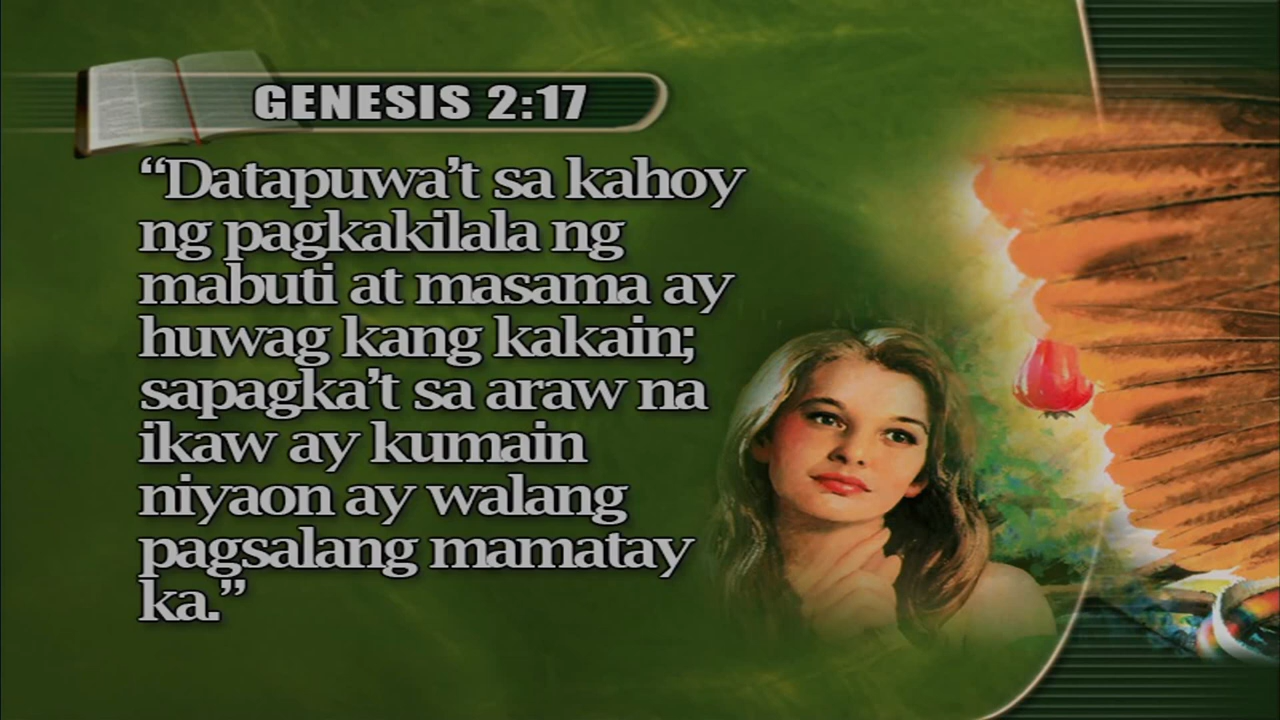 GENESIS 2:17
“Datapuwa’t sa kahoy
ng pagkakilala ng
mabuti at masama ay
huwag kang kakain;
sapagka’t sa araw na
ikaw ay kumain
niyaon ay walang
pagsalang mamatay
ka.”